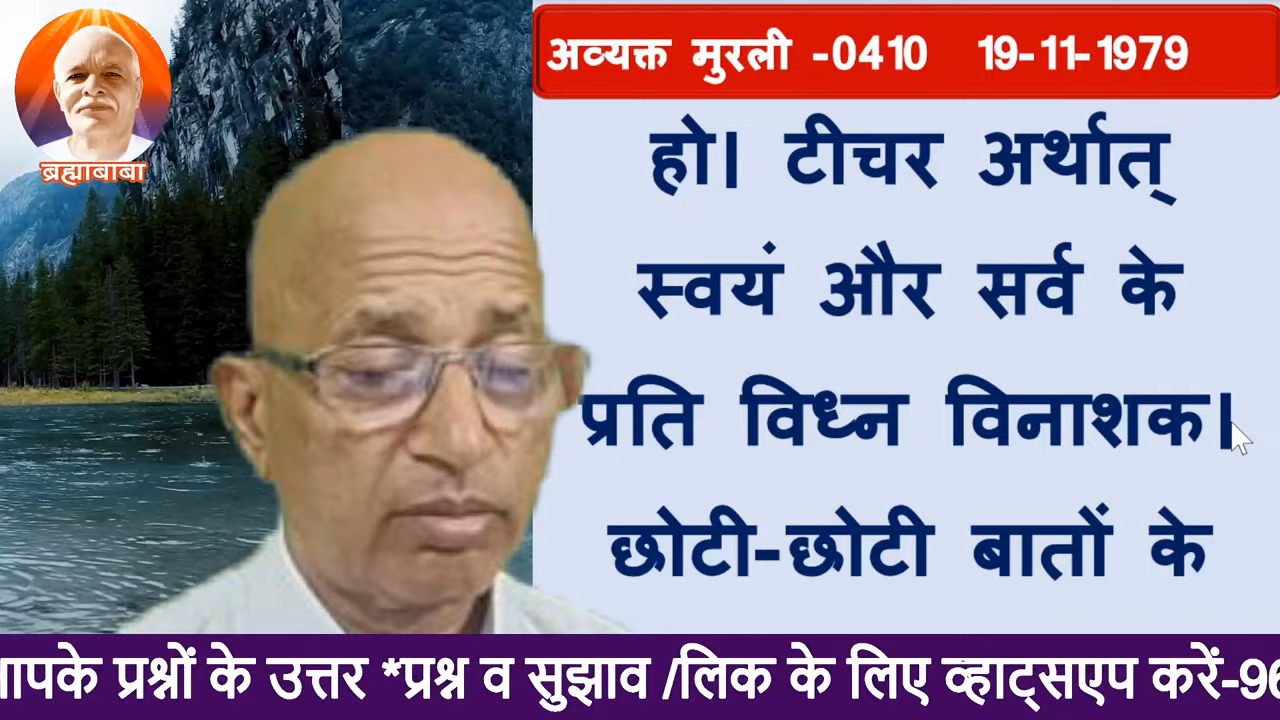 अव्यक्त मुरली -0410 19-11-1979
ब्रह्माबाबा
हो। टीचर अर्थात्
स्वयं और सर्व के
प्रति विध्न विनाशक।
छोटी-छोटी बातों के
आपके प्रश्नों के उत्तर *प्रश्न व सुझाव /लिक के लिए व्हाट्सएप करें-96